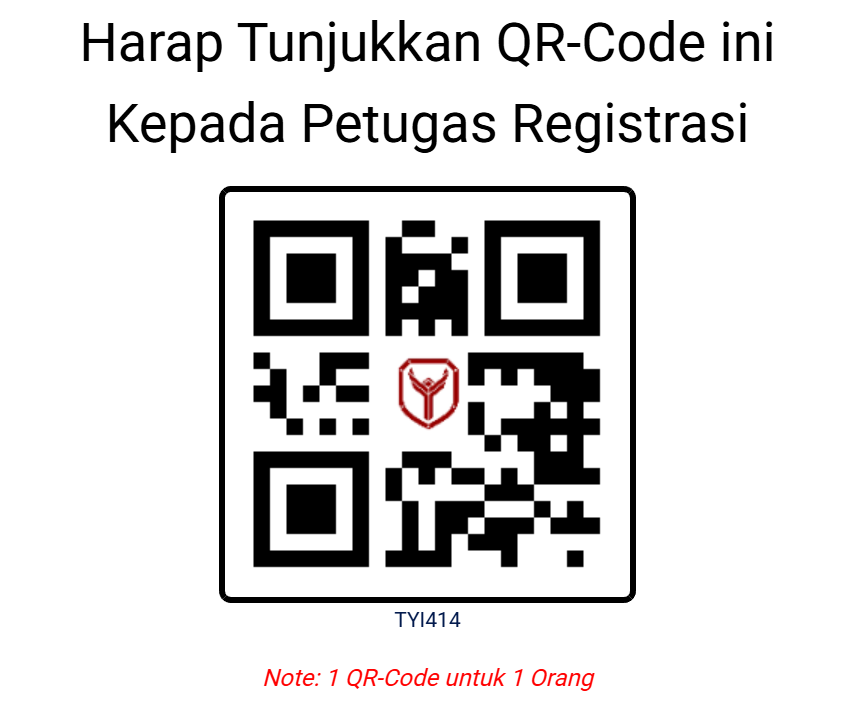 Harap Tunjukkan QR-Code ini
Kepada Petugas Registrasi
TYI414
Note: 1 QR-Code untuk 1 Orang